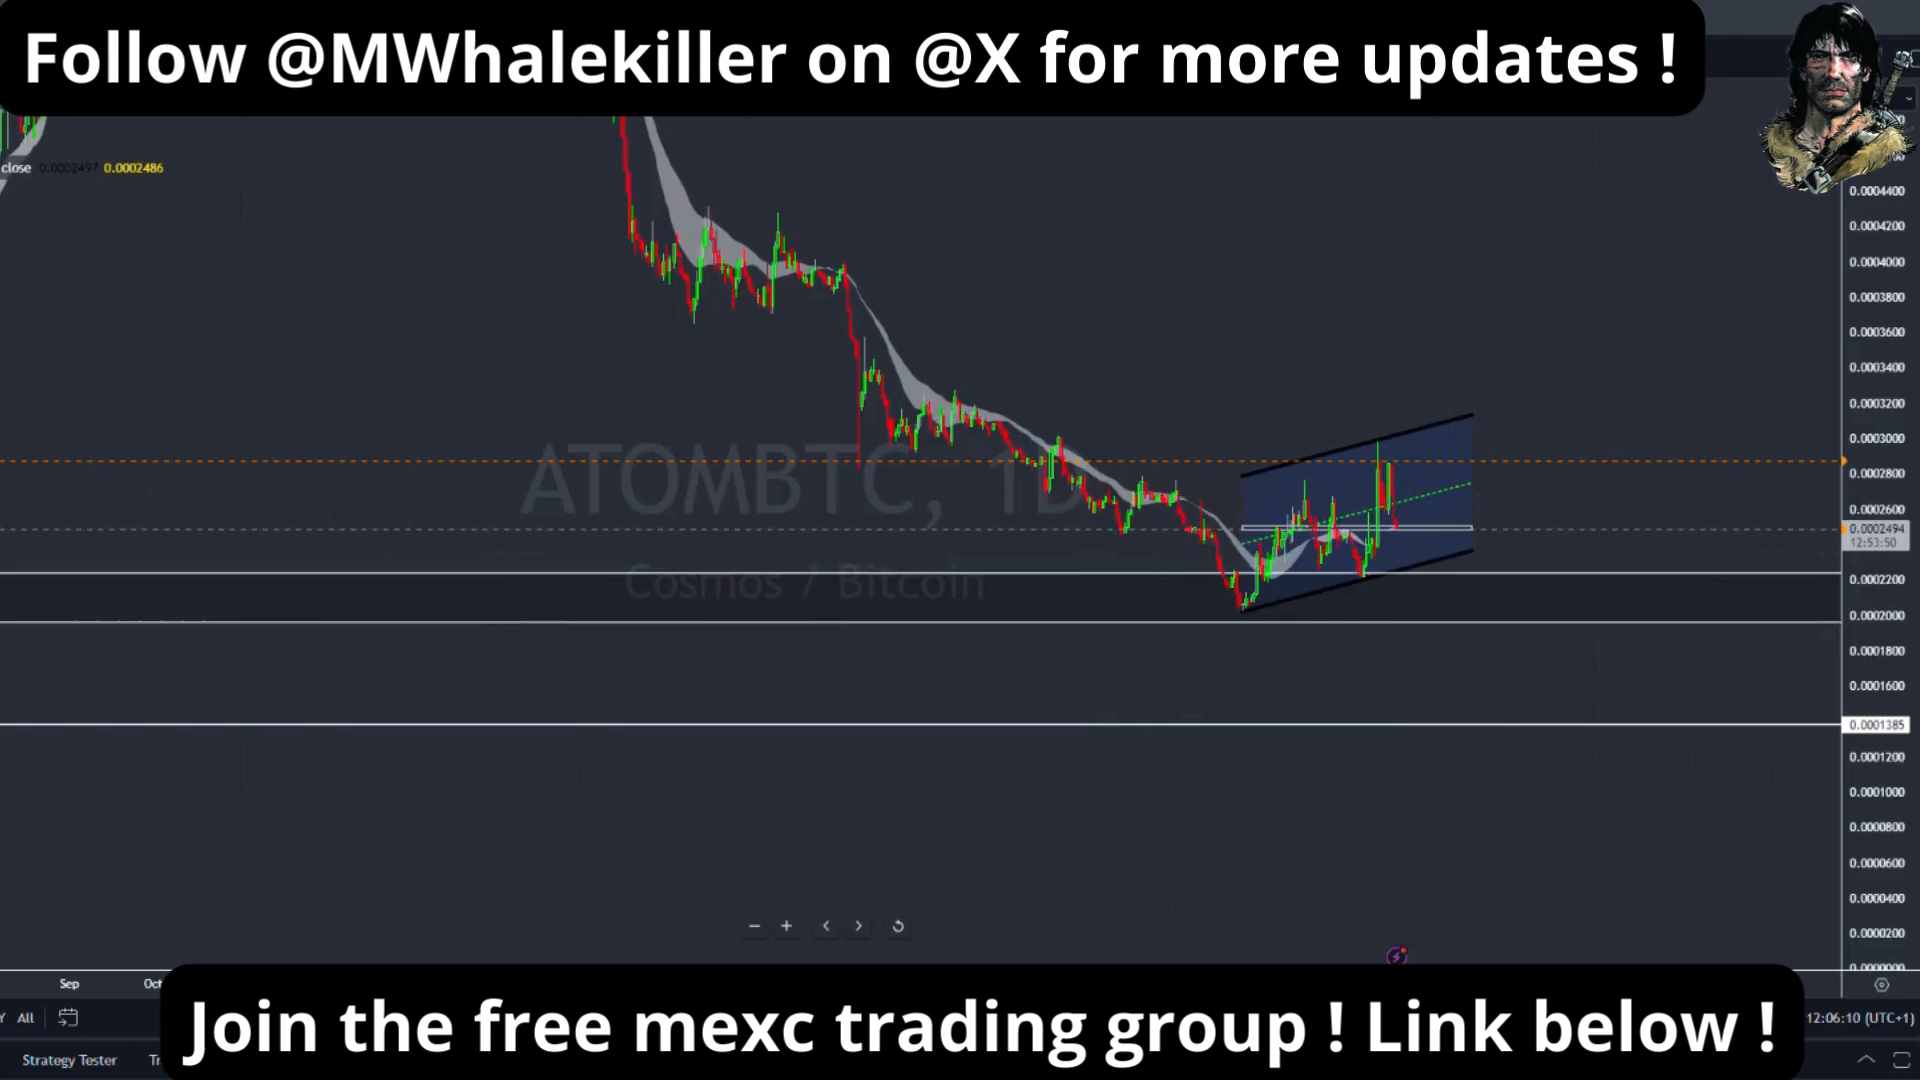 Follow @MWhalekiller on @X for more updates !
close 0.0002497 0.0002486
0.0004400
0.0004200
0.0004000
0.0003800
0.0003600
0.0003400
0.0003200
0.0003000
0.0002800
0.0002600
0.0002494
12:53:50
0.0002200
0.0002000
0.0001800
0.0001600
0.0001385
0.0001200
0.0001000
0.0000800
0.0000600
0.0000400
0.0000200
0.0000000
ATOMBTC, 1D
Cosmos / Bitcoin
Sep Oct
Y All
12:06:10 (UTC+1)
Join the free mexc trading group ! Link below !
Strategy Tester